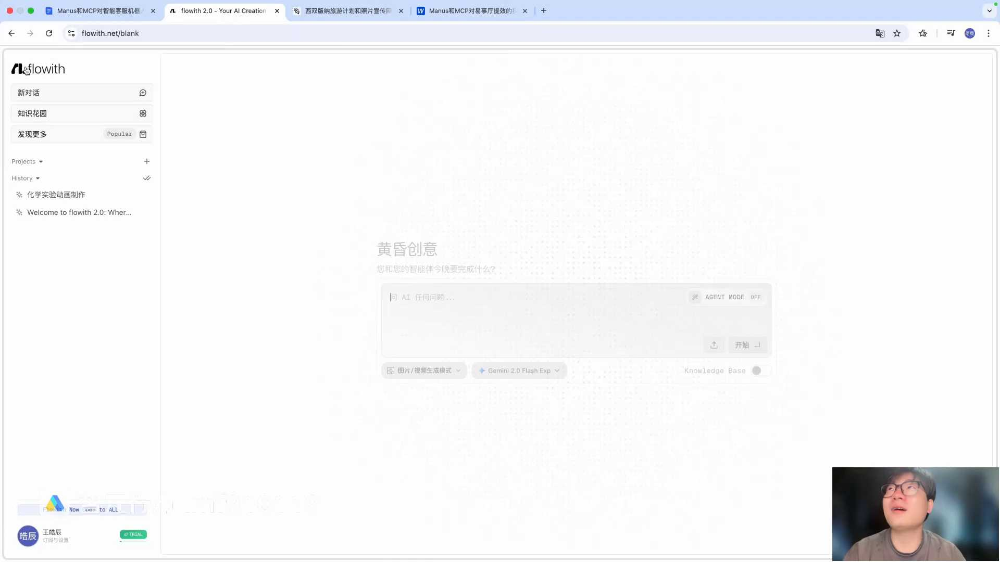 Manus和MCP对智能客服机器人
flowith 2.0 - Your AI Creation
西双版纳旅游计划和照片宣传网
Manus和MCP对易事厅提效的
flowith.net/blank
皓辰
flowith
新对话
知识花园
发现更多
Popular
Projects
History
化学实验动画制作
Welcome to flowith 2.0: Wher...
黄昏创意
您和您的智能体今晚要完成什么？
问 AI 任何问题...
AGENT MODE OFF
开始
图片/视频生成模式
Gemini 2.0 Flash Exp
Knowledge Base
Flowith Now Open to ALL
皓辰
王皓辰
订阅与设置
TRIAL